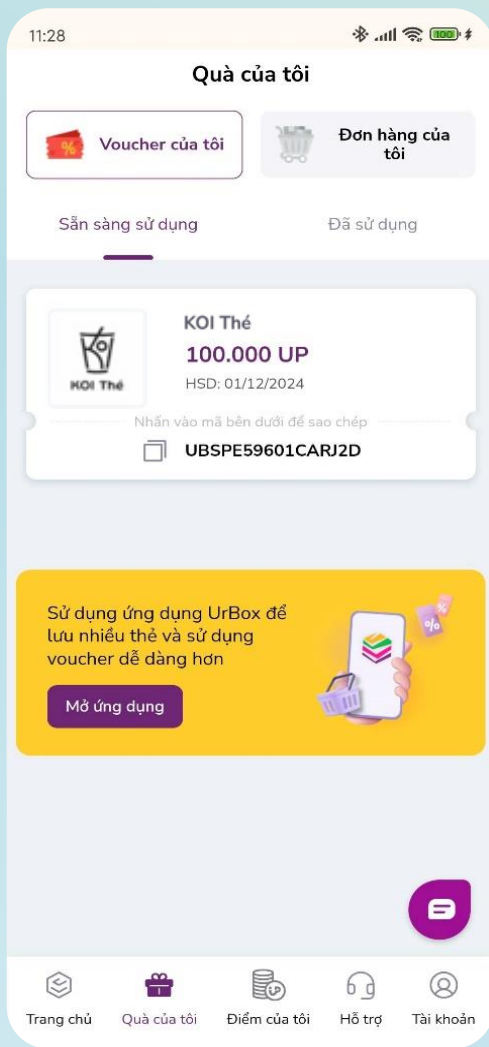 11:28
100
Quà của tôi
Voucher của tôi
Đơn hàng của
tôi
Sẵn sàng sử dụng
Đã sử dụng
KOI Thé
KOI Thé
100.000 UP
HSD: 01/12/2024
Nhấn vào mã bên dưới để sao chép
UBSPE59601CARJ2D
Sử dụng ứng dụng UrBox để
lưu nhiều thẻ và sử dụng
voucher dễ dàng hơn
Mở ứng dụng
Trang chủ
Quà của tôi
Điểm của tôi
Hỗ trợ
Tài khoản